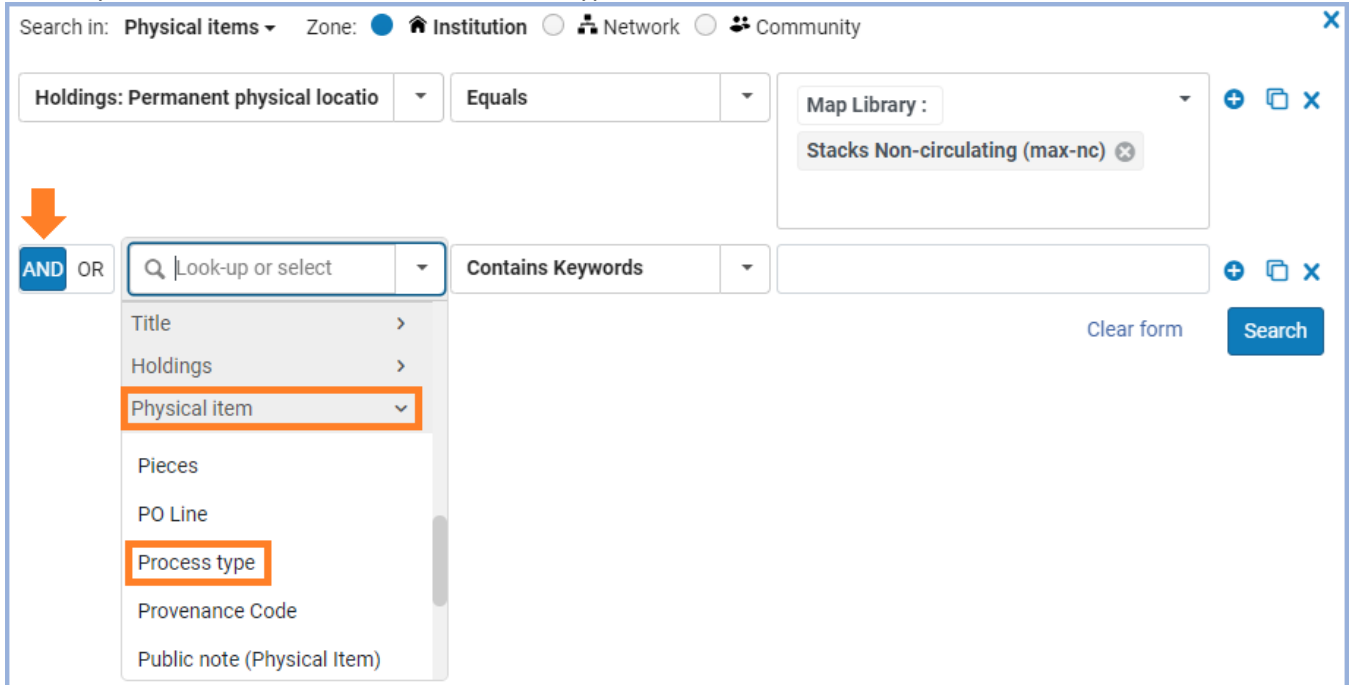 Search in: Physical items Zone: Institution Network Community
Holdings: Permanent physical locatio Equals Map Library :
Stacks Non-circulating (max-nc)
AND OR Look-up or select Contains Keywords
Title
Clear form Search
Holdings
Physical item
Pieces
PO Line
Process type
Provenance Code
Public note (Physical Item)